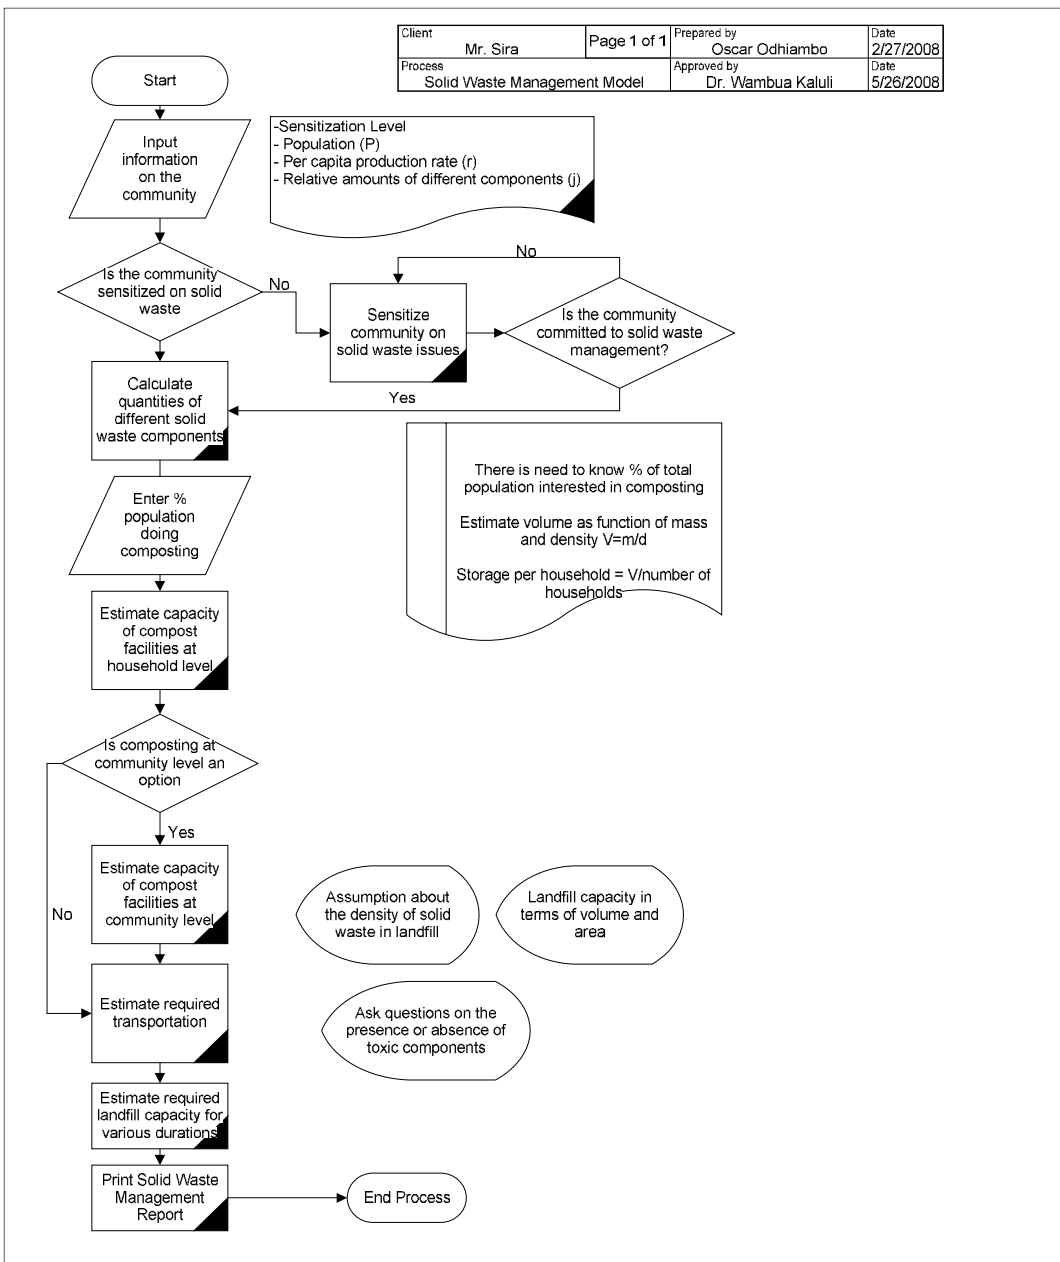 Client
Mr. Sira
Page 1 of 1
Prepared by
Oscar Odhiambo
Date
2/27/2008
Process
Solid Waste Management Model
Approved by
Dr. Wambua Kaluli
Date
5/26/2008
Start
Input
information
on the
community
-Sensitization Level
- Population (P)
- Per capita production rate (r)
- Relative amounts of different components (j)
Is the community
sensitized on solid
waste
No
Sensitize
community on
solid waste issues
No
Is the community
committed to solid waste
management?
Yes
Calculate
quantities of
different solid
waste components
There is need to know % of total
population interested in composting
Estimate volume as function of mass
and density V=m/d
Storage per household = V/number of
households
Enter %
population
doing
composting
Estimate capacity
of compost
facilities at
household level
Is composting at
community level an
option
Yes
No
Estimate capacity
of compost
facilities at
community level
Assumption about
the density of solid
waste in landfill
Landfill capacity in
terms of volume and
area
Estimate required
transportation
Ask questions on the
presence or absence of
toxic components
Estimate required
landfill capacity for
various durations
Print Solid Waste
Management
Report
End Process